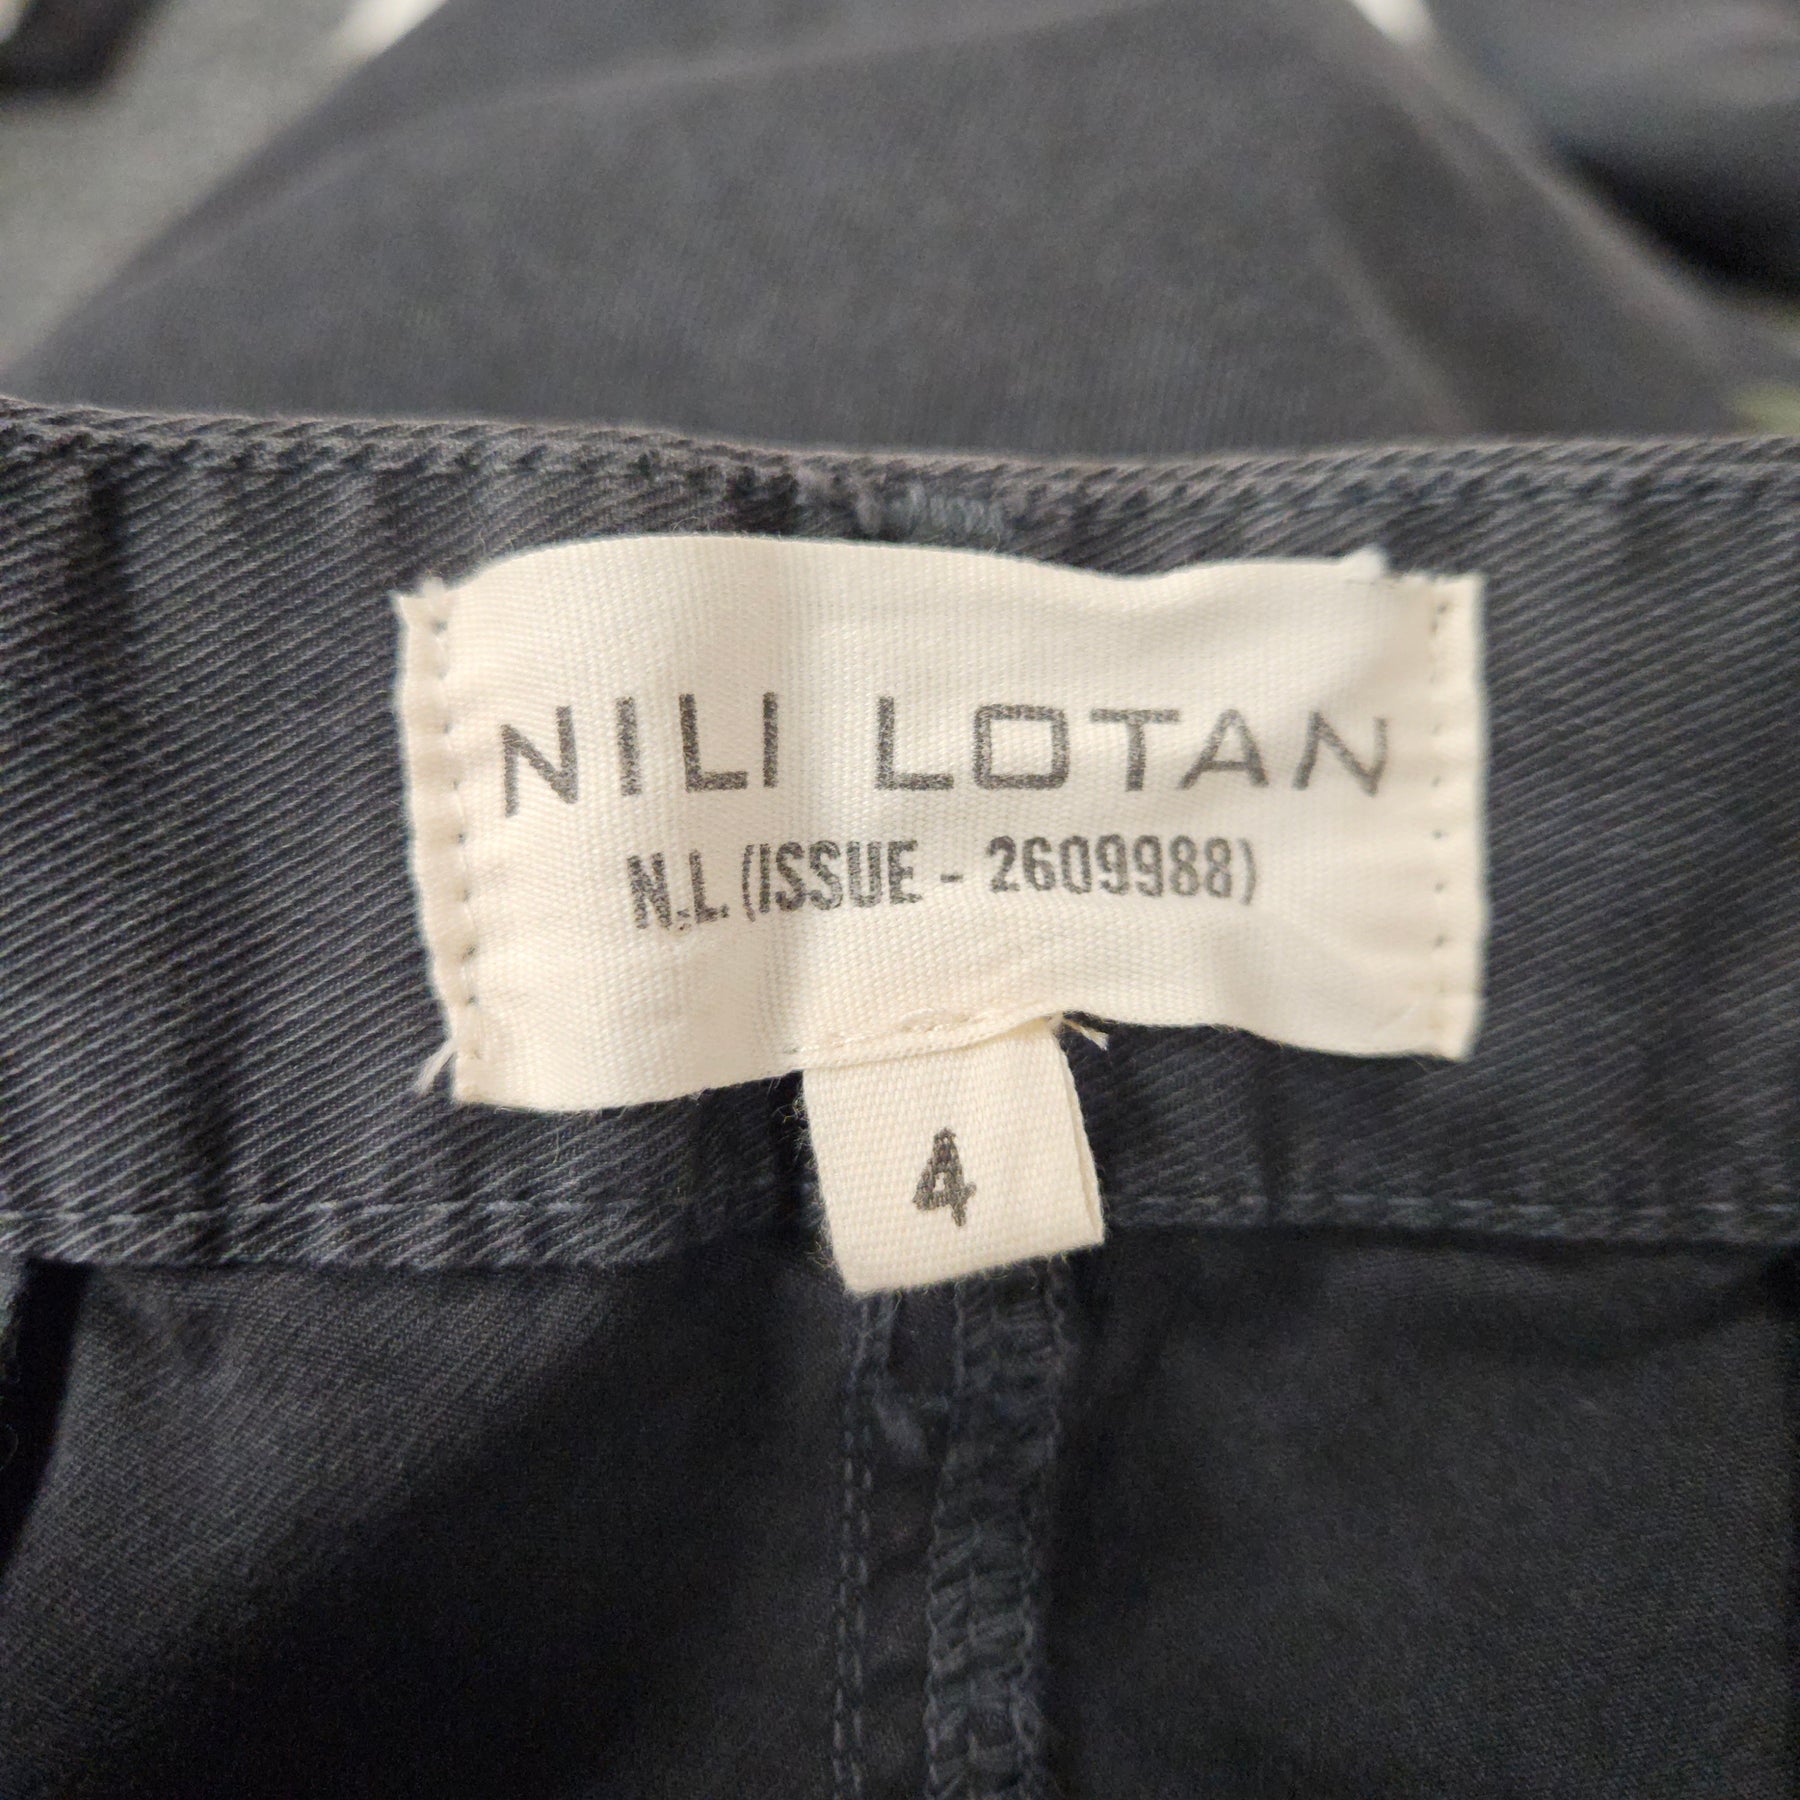 NILI LOTAN
N.L. (ISSUE - 2609988)
4